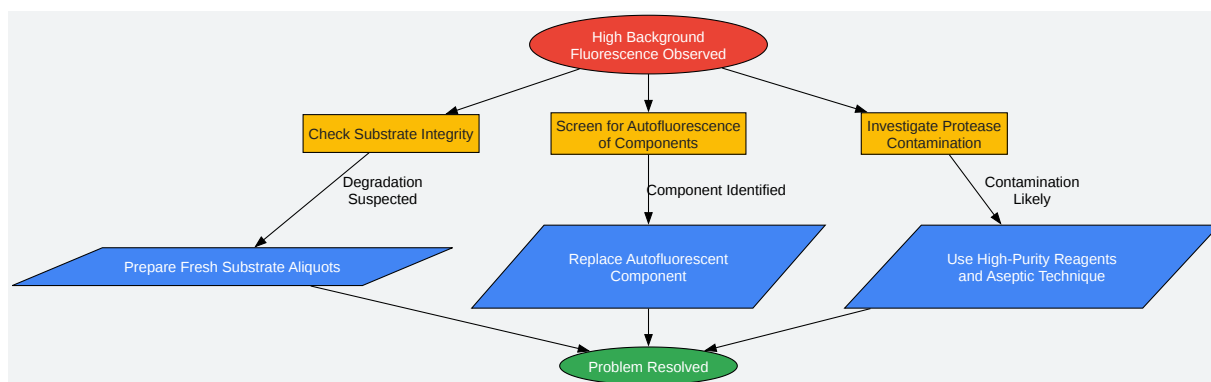 High Background
Fluorescence Observed
Check Substrate Integrity
Screen for Autofluorescence
of Components
Investigate Protease
Contamination
Degradation
Suspected
Component Identified
Contamination
Likely
Prepare Fresh Substrate Aliquots
Replace Autofluorescent
Component
Use High-Purity Reagents
and Aseptic Technique
Problem Resolved